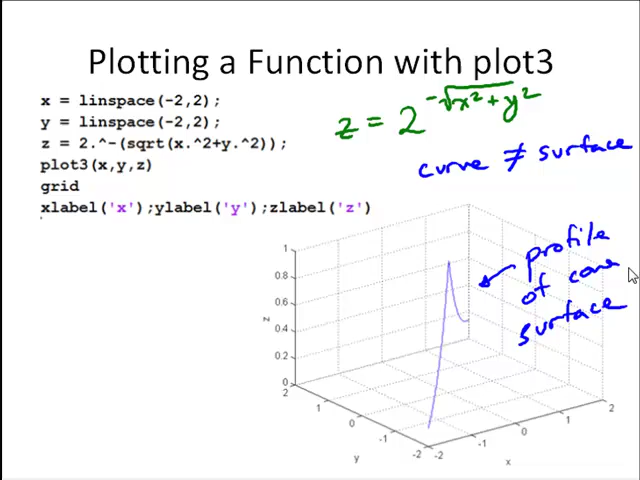 Plotting a Function with plot3
x = linspace(-2,2);
y = linspace(-2,2);
z = 2.^-(sqrt(x.^2+y.^2));
plot3(x,y,z)
grid
xlabel('x');ylabel('y');zlabel('z')
z = 2^-√x²+y²
curve ≠ surface
profile
of cone
surface
1
0.8
0.6
0.4
0.2
0
z
2
1
0
-1
-2
y
-2
-1
0
1
2
x